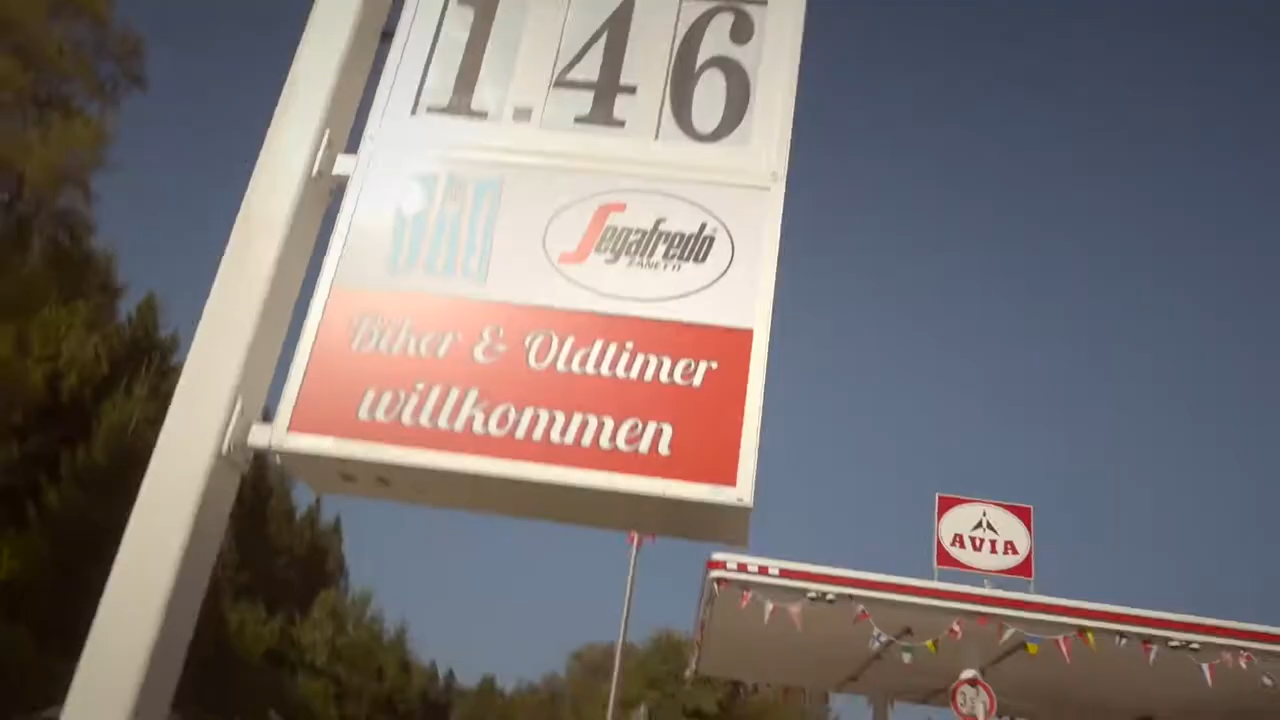 1.46
Segafredo
ZANETTI
Biker & Oldtimer
willkommen
AVIA